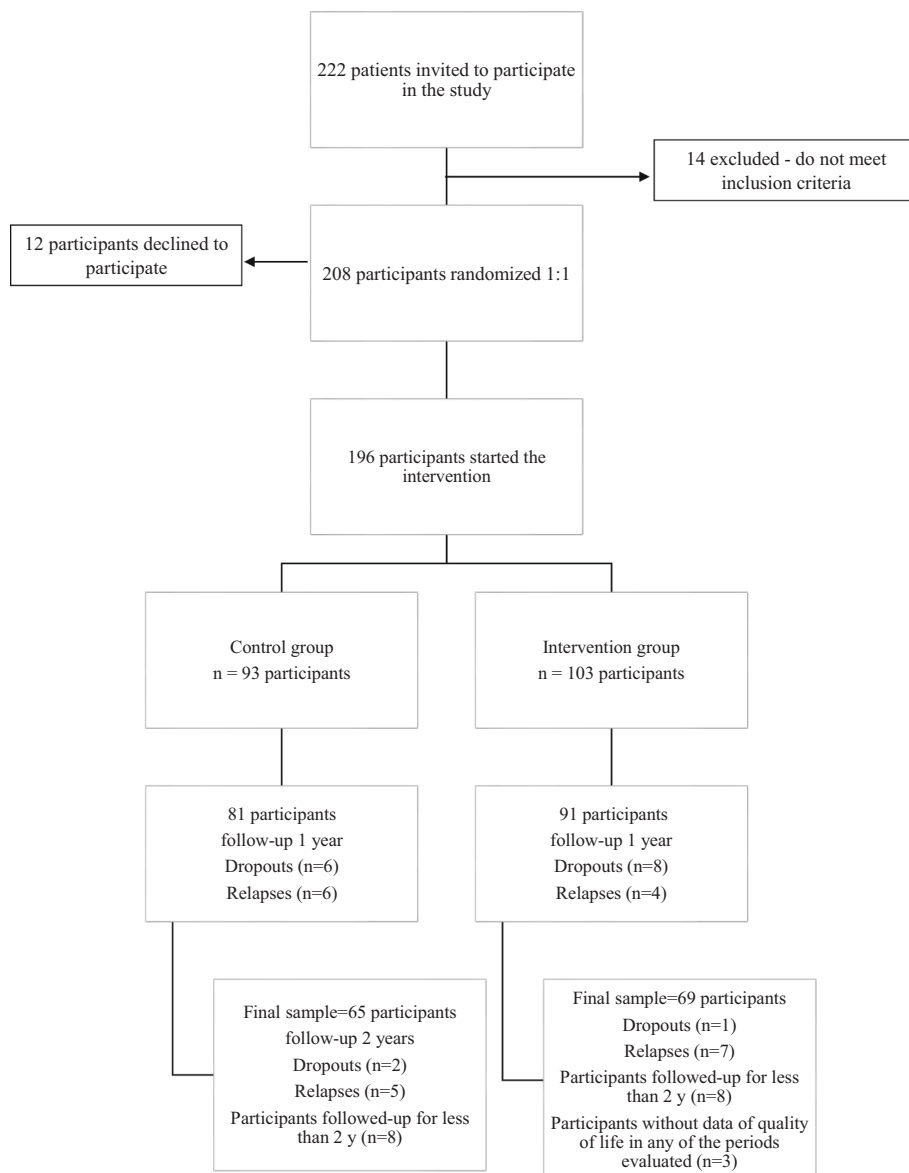 222 patients invited to participate
in the study
14 excluded - do not meet
inclusion criteria
12 participants declined to
participate
208 participants randomized 1:1
196 participants started the
intervention
Control group
n = 93 participants
Intervention group
n = 103 participants
81 participants
follow-up 1 year
Dropouts (n=6)
Relapses (n=6)
91 participants
follow-up 1 year
Dropouts (n=8)
Relapses (n=4)
Final sample=65 participants
follow-up 2 years
Dropouts (n=2)
Relapses (n=5)
Participants followed-up for less
than 2 y (n=8)
Final sample=69 participants
Dropouts (n=1)
Relapses (n=7)
Participants followed-up for less
than 2 y (n=8)
Participants without data of quality
of life in any of the periods
evaluated (n=3)